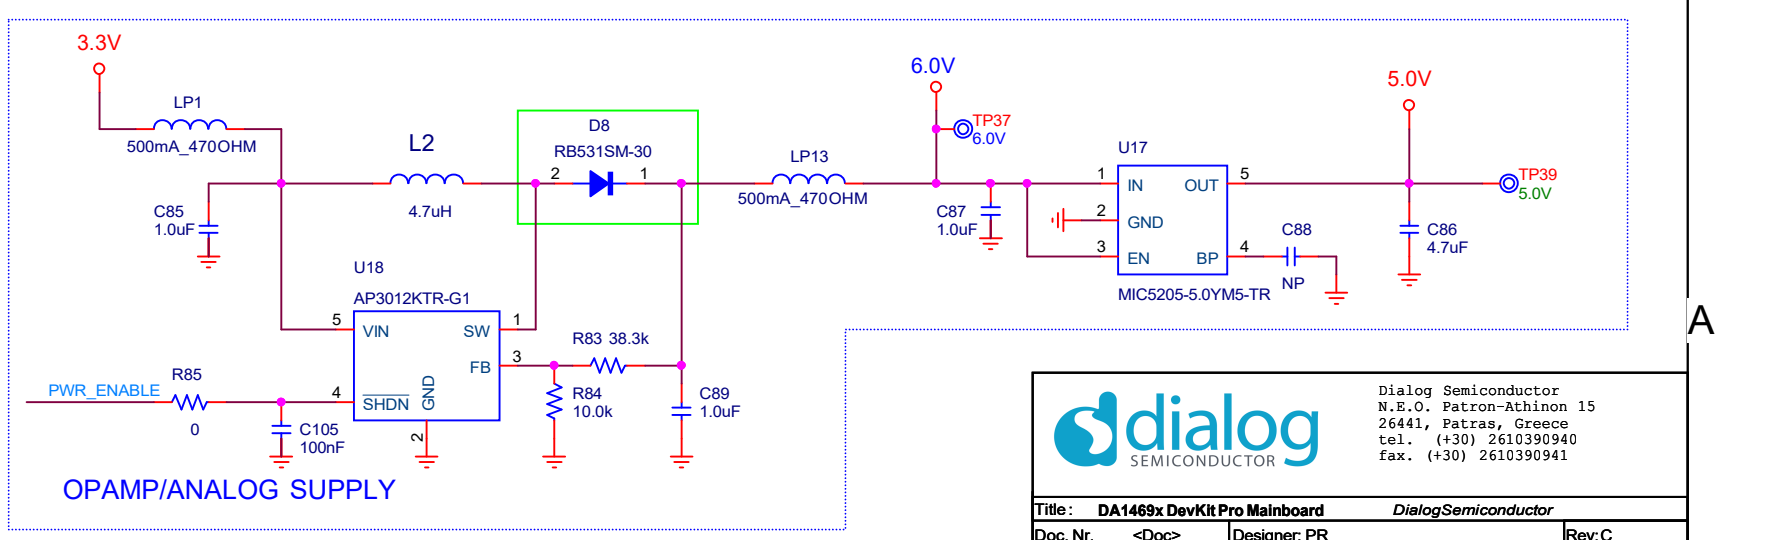 3.3V
LP1
500mA_470OHM
L2
4.7uH
D8
RB531SM-30
2
1
LP13
500mA_470OHM
6.0V
TP37
6.0V
5.0V
TP39
5.0V
C85
1.0uF
C87
1.0uF
U17
1
IN
OUT
5
2
GND
3
EN
BP
4
MIC5205-5.0YM5-TR
C88
NP
C86
4.7uF
U18
AP3012KTR-G1
5
VIN
SW
1
FB
3
4
SHDN
GND
2
R83 38.3k
R84
10.0k
C89
1.0uF
PWR_ENABLE
R85
0
C105
100nF
OPAMP/ANALOG SUPPLY
A
dialog
SEMICONDUCTOR
Dialog Semiconductor
N.E.O. Patron-Athinon 15
26441, Patras, Greece
tel. (+30) 2610390940
fax. (+30) 2610390941
Title : DA1469x DevKit Pro Mainboard DialogSemiconductor
Doc. Nr. <Doc> Designer: PR Rev: C